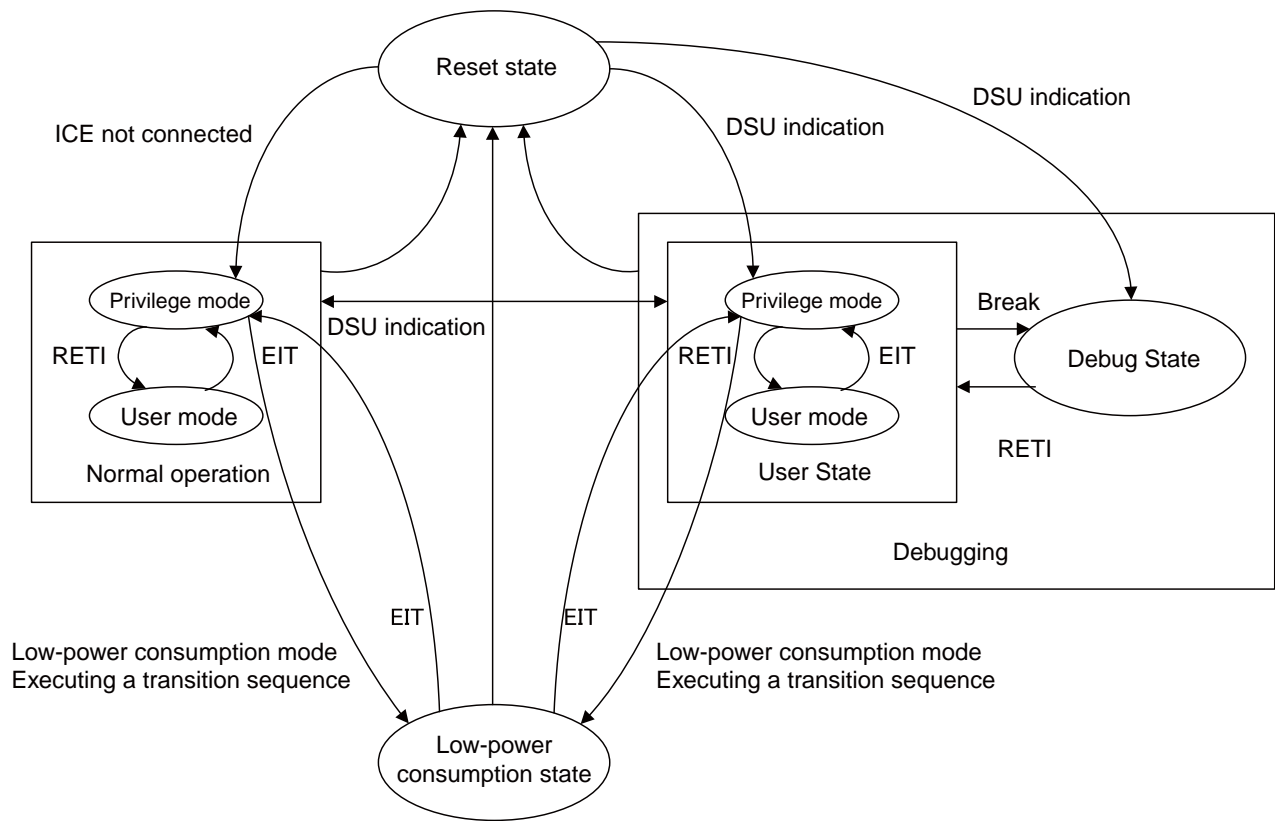 Reset state
DSU indication
ICE not connected
DSU indication
Privilege mode
Privilege mode
Break
DSU indication
RETI
EIT
RETI
EIT
Debug State
User mode
User mode
RETI
Normal operation
User State
Debugging
EIT
EIT
Low-power consumption mode
Executing a transition sequence
Low-power consumption mode
Executing a transition sequence
Low-power
consumption state